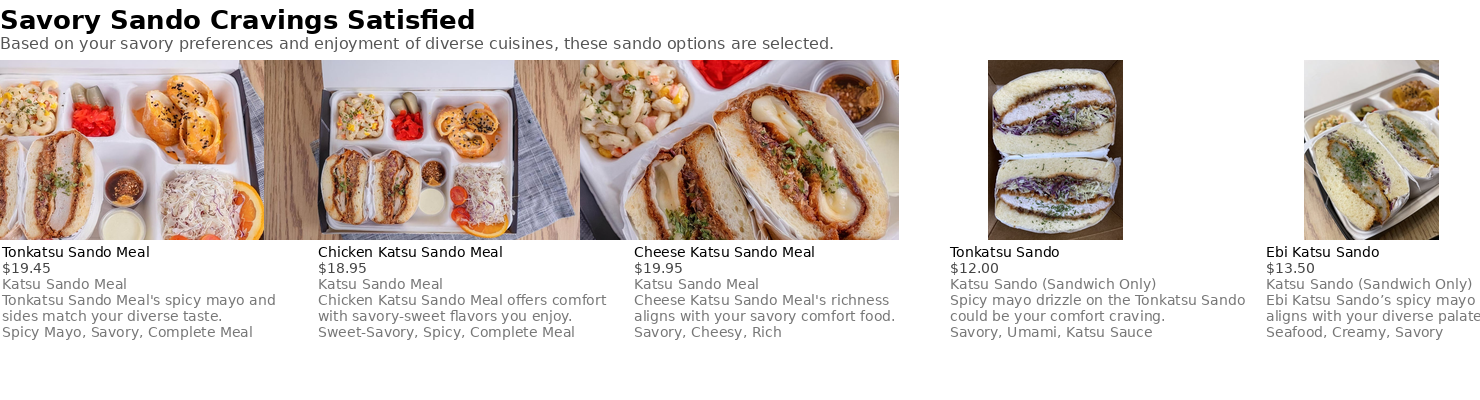 Savory Sando Cravings Satisfied
Based on your savory preferences and enjoyment of diverse cuisines, these sando options are selected.
Tonkatsu Sando Meal
$19.45
Katsu Sando Meal
Tonkatsu Sando Meal's spicy mayo and
sides match your diverse taste.
Spicy Mayo, Savory, Complete Meal
Chicken Katsu Sando Meal
$18.95
Katsu Sando Meal
Chicken Katsu Sando Meal offers comfort
with savory-sweet flavors you enjoy.
Sweet-Savory, Spicy, Complete Meal
Cheese Katsu Sando Meal
$19.95
Katsu Sando Meal
Cheese Katsu Sando Meal's richness
aligns with your savory comfort food.
Savory, Cheesy, Rich
Tonkatsu Sando
$12.00
Katsu Sando (Sandwich Only)
Spicy mayo drizzle on the Tonkatsu Sando
could be your comfort craving.
Savory, Umami, Katsu Sauce
Ebi Katsu Sando
$13.50
Katsu Sando (Sandwich Only)
Ebi Katsu Sando’s spicy mayo
aligns with your diverse palate
Seafood, Creamy, Savory